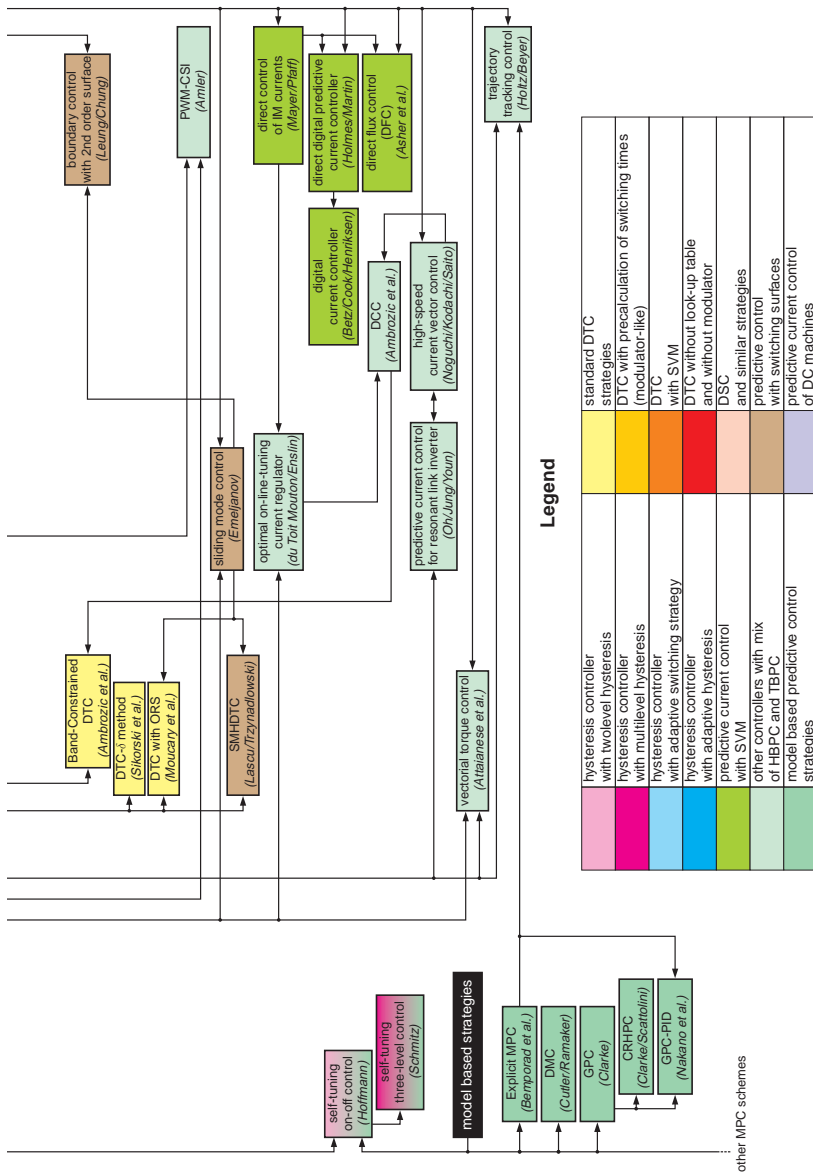 boundary control
with 2nd order surface
(Leung/Chung)
PWM-CSI
(Amler)
direct control
of IM currents
(Mayer/Pfaff)
direct digital predictive
current controller
(Holmes/Martin)
direct flux control
(DFC)
(Asher et al.)
trajectory
tracking control
(Holtz/Beyer)
digital
current controller
(Betz/Cook/Henriksen)
DCC
(Ambrozic et al.)
high-speed
current vector control
(Noguchi/Kodachi/Saito)
sliding mode control
(Emeljanov)
optimal on-line-tuning
current regulator
(du Toit Mouton/Enslin)
predictive current control
for resonant link inverter
(Oh/Jung/Youn)
Band-Constrained
DTC
(Ambrozic et al.)
DTC-δ method
(Sikorski et al.)
DTC with ORS
(Moucary et al.)
SMHDTC
(Lascu/Trzynadlowski)
vectorial torque control
(Attaianese et al.)
self-tuning
on-off control
(Hoffmann)
self-tuning
three-level control
(Schmitz)
model based strategies
Explicit MPC
(Bemporad et al.)
DMC
(Cutler/Ramaker)
GPC
(Clarke)
CRHPC
(Clarke/Scattolini)
GPC-PID
(Nakano et al.)
other MPC schemes
Legend
hysteresis controller
with twolevel hysteresis
hysteresis controller
with multilevel hysteresis
hysteresis controller
with adaptive switching strategy
hysteresis controller
with adaptive hysteresis
predictive current control
with SVM
other controllers with mix
of HBPC and TBPC
model based predictive control
strategies
standard DTC
strategies
DTC with precalculation of switching times
(modulator-like)
DTC
with SVM
DTC without look-up table
and without modulator
DSC
and similar strategies
predictive control
with switching surfaces
predictive current control
of DC machines